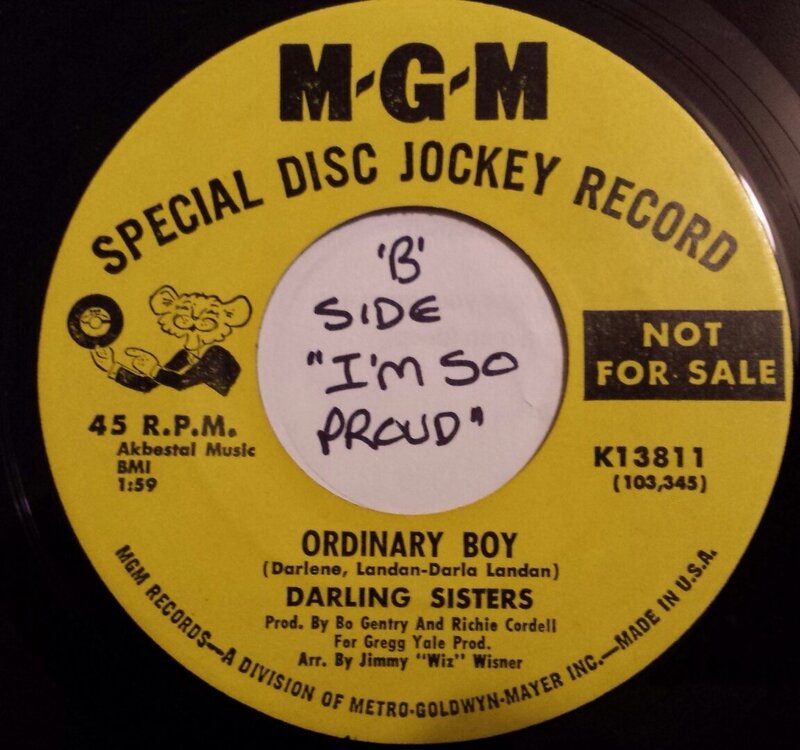 M-G-M
SPECIAL DISC JOCKEY RECORD
'B'
SIDE
"I'M SO
PROUD"
NOT
FOR SALE
45 R.P.M.
Akbestal Music
BMI
1:59
K13811
(103,345)
ORDINARY BOY
(Darlene, Landan-Darla Landan)
DARLING SISTERS
Prod. By Bo Gentry And Richie Cordell
For Gregg Yale Prod.
Arr. By Jimmy "Wiz" Wisner
MGM RECORDS—A DIVISION OF METRO-GOLDWYN-MAYER INC.—MADE IN U.S.A.